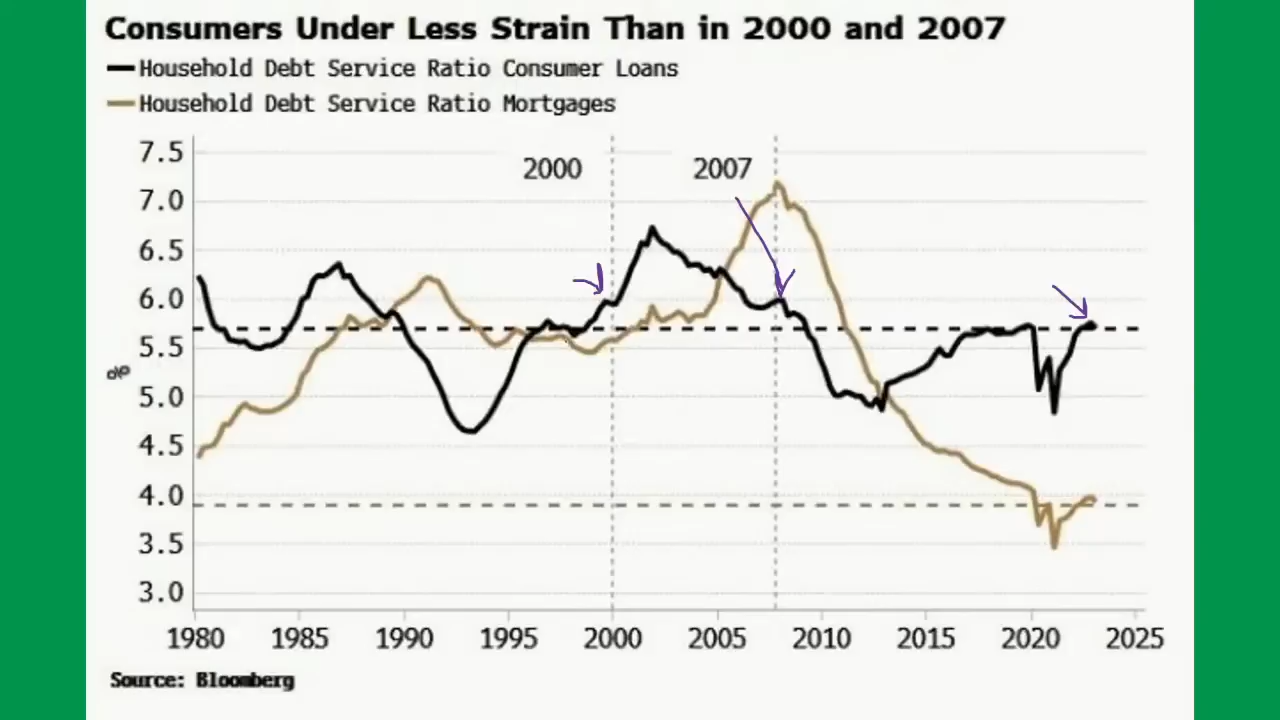 Consumers Under Less Strain Than in 2000 and 2007
Household Debt Service Ratio Consumer Loans
Household Debt Service Ratio Mortgages
2000
2007
7.5
7.0
6.5
6.0
5.5
5.0
4.5
4.0
3.5
3.0
%
1980 1985 1990 1995 2000 2005 2010 2015 2020 2025
Source: Bloomberg